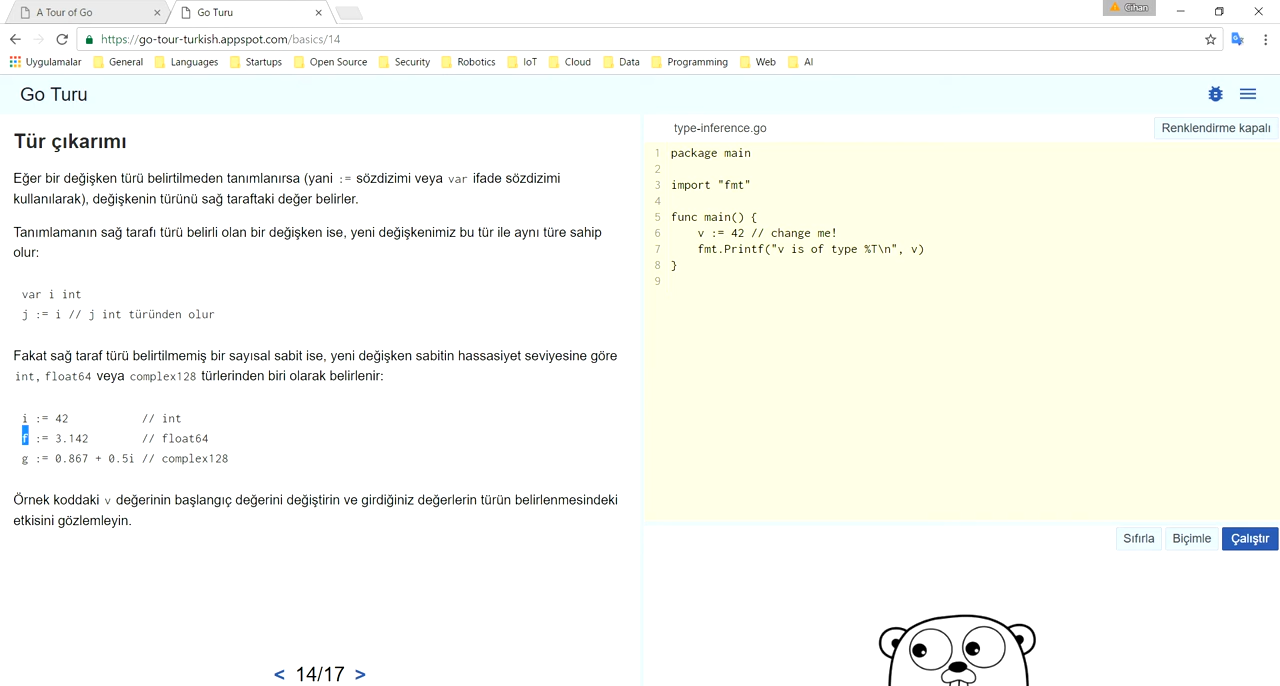 A Tour of Go
Go Turu
Cihan
https://go-tour-turkish.appspot.com/basics/14
Uygulamalar General Languages Startups Open Source Security Robotics IoT Cloud Data Programming Web AI
Go Turu
Tür çıkarımı
Eğer bir değişken türü belirtilmeden tanımlanırsa (yani := sözdizimi veya var ifade sözdizimi
kullanılarak), değişkenin türünü sağ taraftaki değer belirler.
Tanımlamanın sağ tarafı türü belirli olan bir değişken ise, yeni değişkenimiz bu tür ile aynı türe sahip
olur:
var i int
j := i // j int türünden olur
Fakat sağ taraf türü belirtilmemiş bir sayısal sabit ise, yeni değişken sabitin hassasiyet seviyesine göre
int, float64 veya complex128 türlerinden biri olarak belirlenir:
i := 42 // int
f := 3.142 // float64
g := 0.867 + 0.5i // complex128
Örnek koddaki v değerinin başlangıç değerini değiştirin ve girdiğiniz değerlerin türün belirlenmesindeki
etkisini gözlemleyin.
< 14/17 >
type-inference.go
Renklendirme kapalı
1 package main
2
3 import "fmt"
4
5 func main() {
6 v := 42 // change me!
7 fmt.Printf("v is of type %T\n", v)
8 }
9
Sıfırla Biçimle Çalıştır